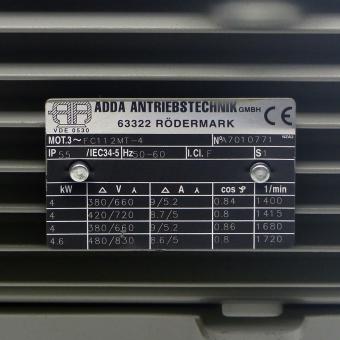 ADDA ANTRIEBSTECHNIK GMBH
VDE 0530
63322 RÖDERMARK
CE
MOT.3~ FC112MT-4 Nº A7010771
IP 55 /IEC34-5 Hz 50-60 I.Cl. F S1
kW Δ V Y Δ A Y cos φ 1/min
4 380/660 9/5.2 0.84 1400
4 420/720 8.7/5 0.8 1415
4 380/660 9/5.2 0.86 1680
4.6 480/830 8.6/5 0.8 1720